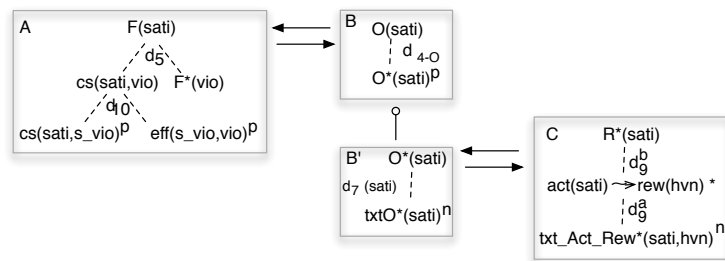 A
F(sati)
d5
cs(sati,vio) F*(vio)
d10
cs(sati,s_vio)p eff(s_vio,vio)p
B
O(sati)
d 4-O
O*(sati)p
B' O*(sati)
d7 (sati)
txtO*(sati)n
C R*(sati)
d9b
act(sati) ⤳ rew(hvn) *
d9a
txt_Act_Rew*(sati,hvn)n